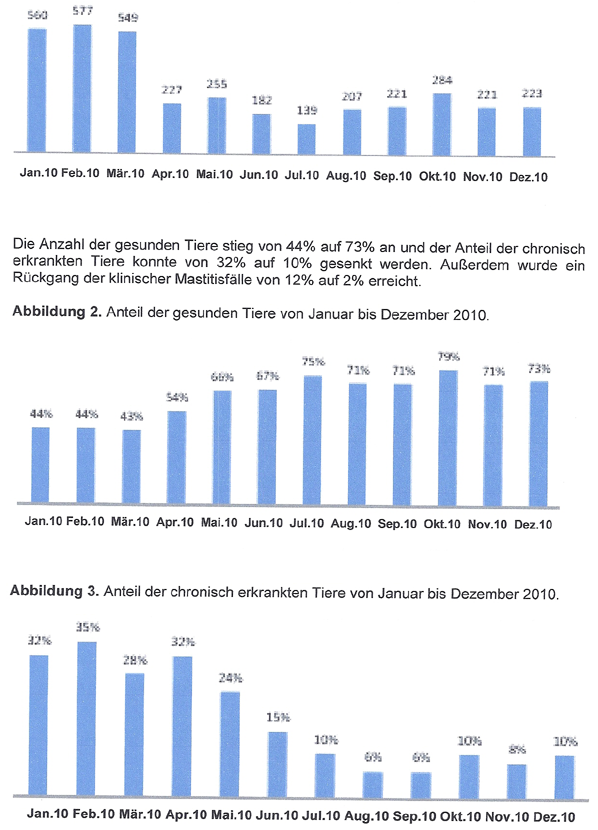 560 577 549 227 255 182 139 207 221 284 221 223
Jan.10 Feb.10 Mär.10 Apr.10 Mai.10 Jun.10 Jul.10 Aug.10 Sep.10 Okt.10 Nov.10 Dez.10
Die Anzahl der gesunden Tiere stieg von 44% auf 73% an und der Anteil der chronisch
erkrankten Tiere konnte von 32% auf 10% gesenkt werden. Außerdem wurde ein
Rückgang der klinischer Mastitisfälle von 12% auf 2% erreicht.
Abbildung 2. Anteil der gesunden Tiere von Januar bis Dezember 2010.
44% 44% 43% 54% 66% 67% 75% 71% 71% 79% 71% 73%
Jan.10 Feb.10 Mär.10 Apr.10 Mai.10 Jun.10 Jul.10 Aug.10 Sep.10 Okt.10 Nov.10 Dez.10
Abbildung 3. Anteil der chronisch erkrankten Tiere von Januar bis Dezember 2010.
32% 35% 28% 32% 24% 15% 10% 6% 6% 10% 8% 10%
Jan.10 Feb.10 Mär.10 Apr.10 Mai.10 Jun.10 Jul.10 Aug.10 Sep.10 Okt.10 Nov.10 Dez.10